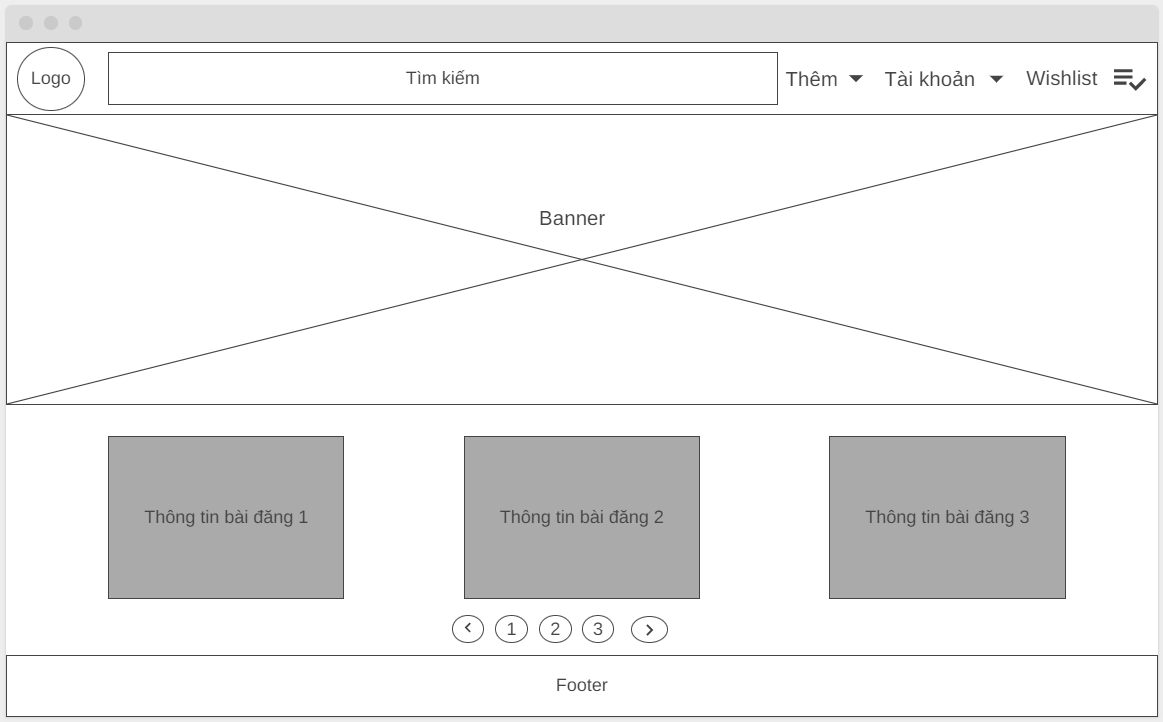 Logo
Tìm kiếm
Thêm
Tài khoản
Wishlist
Banner
Thông tin bài đăng 1
Thông tin bài đăng 2
Thông tin bài đăng 3
1
2
3
Footer